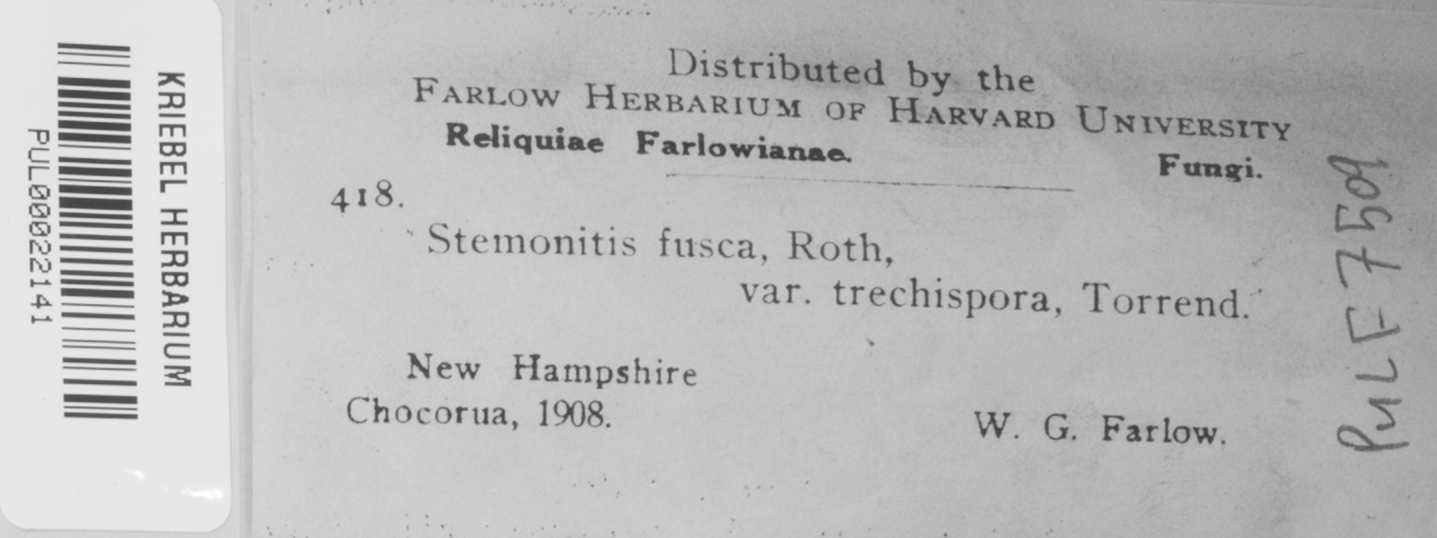 KRIEBEL HERBARIUM
PUL00022141
Distributed by the
FARLOW HERBARIUM OF HARVARD UNIVERSITY
Reliquiae Farlowianae. Fungi.
418.
Stemonitis fusca, Roth,
var. trechispora, Torrend.
New Hampshire
Chocorua, 1908.
W. G. Farlow.
PUL F 7509